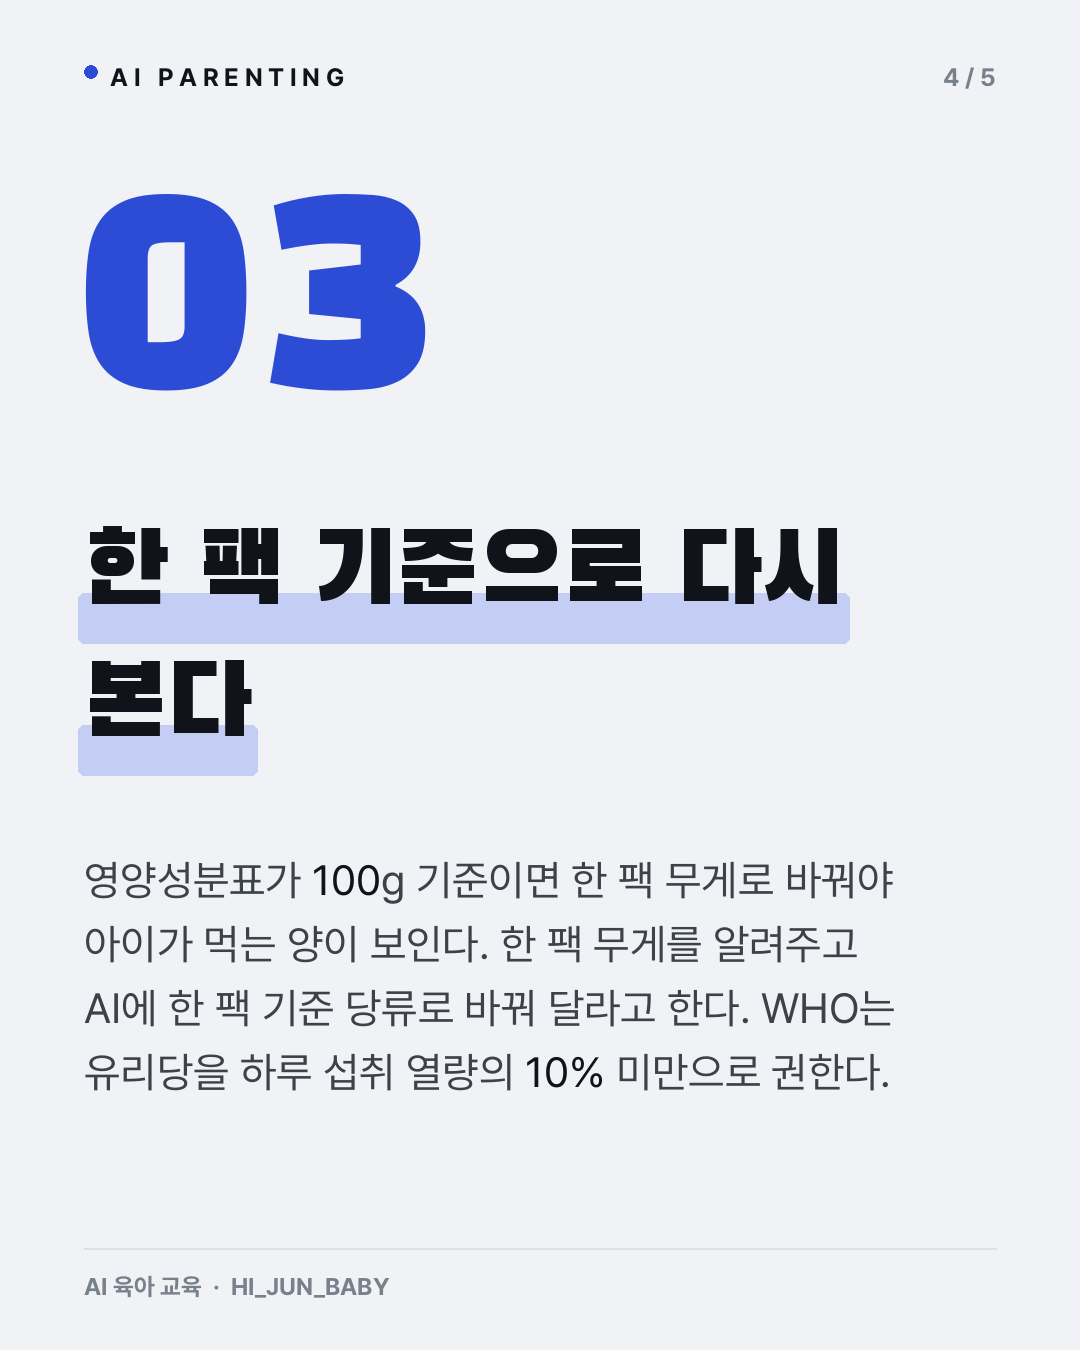 AI PARENTING
4 / 5
03
한 팩 기준으로 다시
본다
영양성분표가 100g 기준이면 한 팩 무게로 바꿔야
아이가 먹는 양이 보인다. 한 팩 무게를 알려주고
AI에 한 팩 기준 당류로 바꿔 달라고 한다. WHO는
유리당을 하루 섭취 열량의 10% 미만으로 권한다.
AI 육아 교육 · HI_JUN_BABY